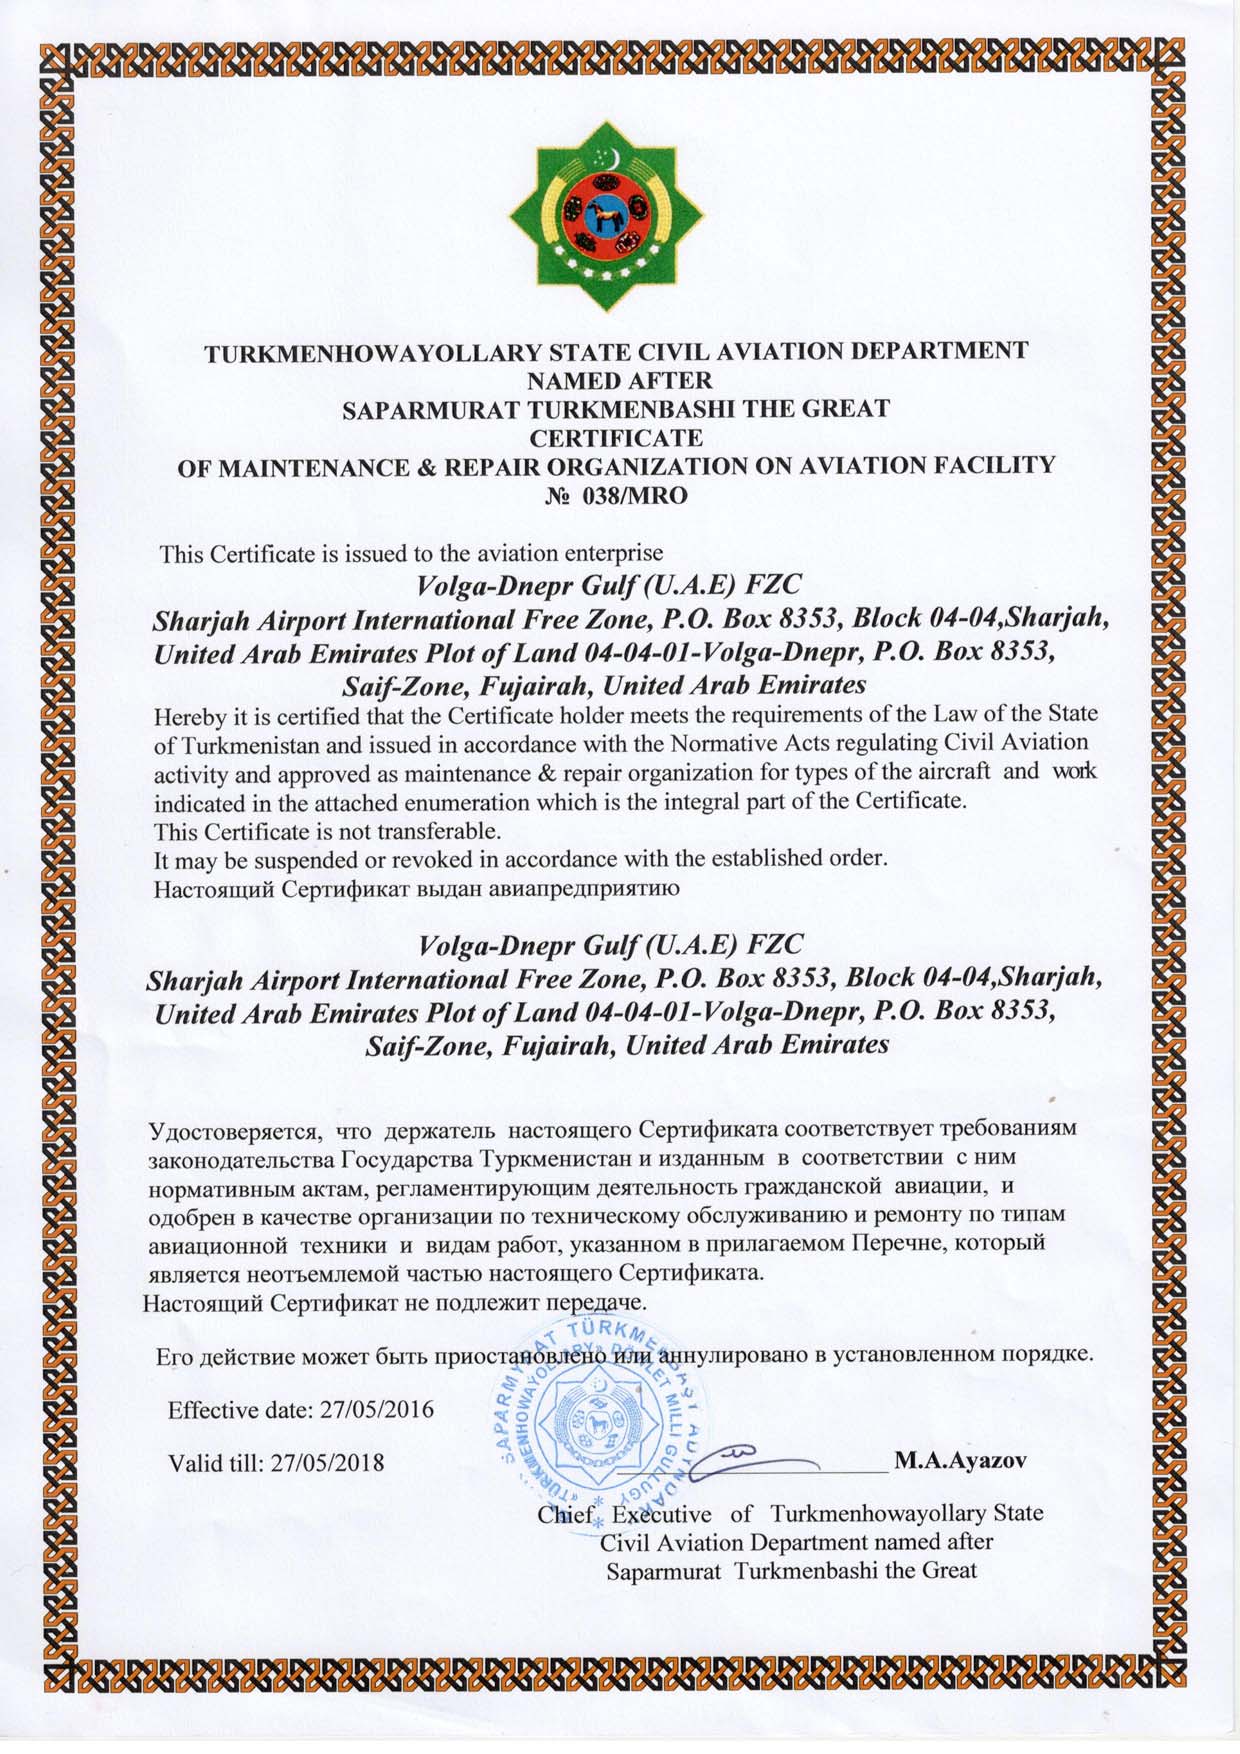 TURKMENHOWAYOLLARY STATE CIVIL AVIATION DEPARTMENT
NAMED AFTER
SAPARMURAT TURKMENBASHI THE GREAT
CERTIFICATE
OF MAINTENANCE & REPAIR ORGANIZATION ON AVIATION FACILITY
№ 038/MRO
This Certificate is issued to the aviation enterprise
Volga-Dnepr Gulf (U.A.E) FZC
Sharjah Airport International Free Zone, P.O. Box 8353, Block 04-04,Sharjah,
United Arab Emirates Plot of Land 04-04-01-Volga-Dnepr, P.O. Box 8353,
Saif-Zone, Fujairah, United Arab Emirates
Hereby it is certified that the Certificate holder meets the requirements of the Law of the State
of Turkmenistan and issued in accordance with the Normative Acts regulating Civil Aviation
activity and approved as maintenance & repair organization for types of the aircraft and work
indicated in the attached enumeration which is the integral part of the Certificate.
This Certificate is not transferable.
It may be suspended or revoked in accordance with the established order.
Настоящий Сертификат выдан авиапредприятию
Volga-Dnepr Gulf (U.A.E) FZC
Sharjah Airport International Free Zone, P.O. Box 8353, Block 04-04,Sharjah,
United Arab Emirates Plot of Land 04-04-01-Volga-Dnepr, P.O. Box 8353,
Saif-Zone, Fujairah, United Arab Emirates
Удостоверяется, что держатель настоящего Сертификата соответствует требованиям
законодательства Государства Туркменистан и изданным в соответствии с ним
нормативным актам, регламентирующим деятельность гражданской авиации, и
одобрен в качестве организации по техническому обслуживанию и ремонту по типам
авиационной техники и видам работ, указанном в прилагаемом Перечне, который
является неотъемлемой частью настоящего Сертификата.
Настоящий Сертификат не подлежит передаче.
Его действие может быть приостановлено или аннулировано в установленном порядке.
Effective date: 27/05/2016
Valid till: 27/05/2018
M.A.Ayazov
Chief Executive of Turkmenhowayollary State
Civil Aviation Department named after
Saparmurat Turkmenbashi the Great
SAPARMYRAT TÜRKMENBAŞY ADYNDAKY
«TÜRKMENHOWAÝOLLARY» DÖWLET MILLI GULLUGY